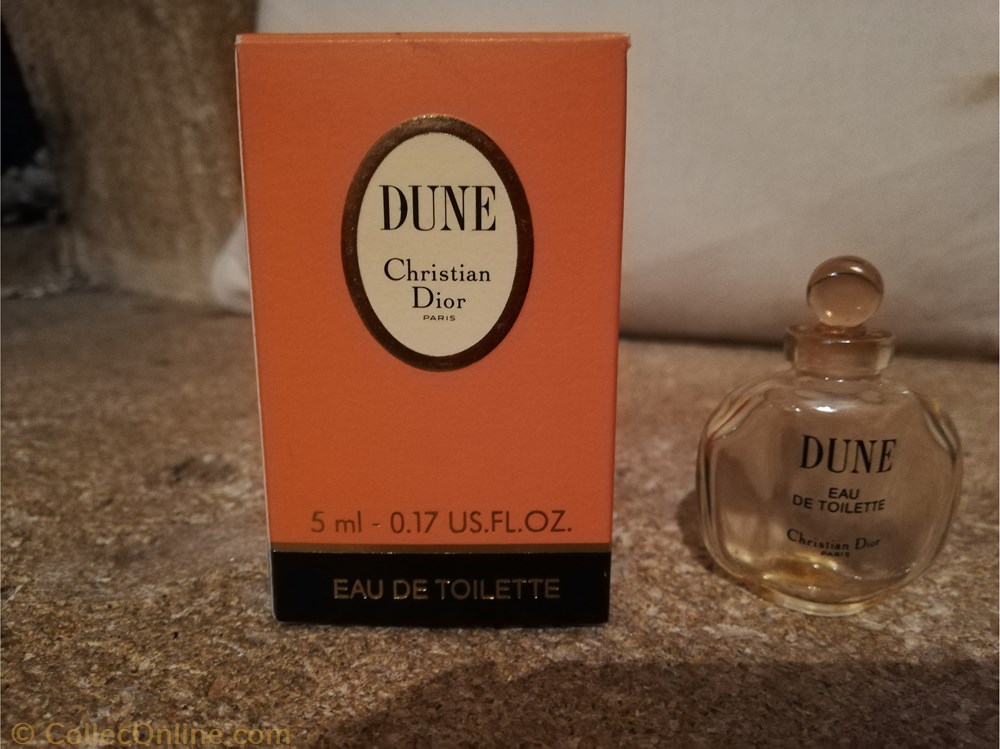 DUNE
Christian
Dior
PARIS
5 ml - 0.17 US.FL.OZ.
EAU DE TOILETTE
DUNE
EAU
DE TOILETTE
Christian Dior
PARIS
© CollecOnline.com